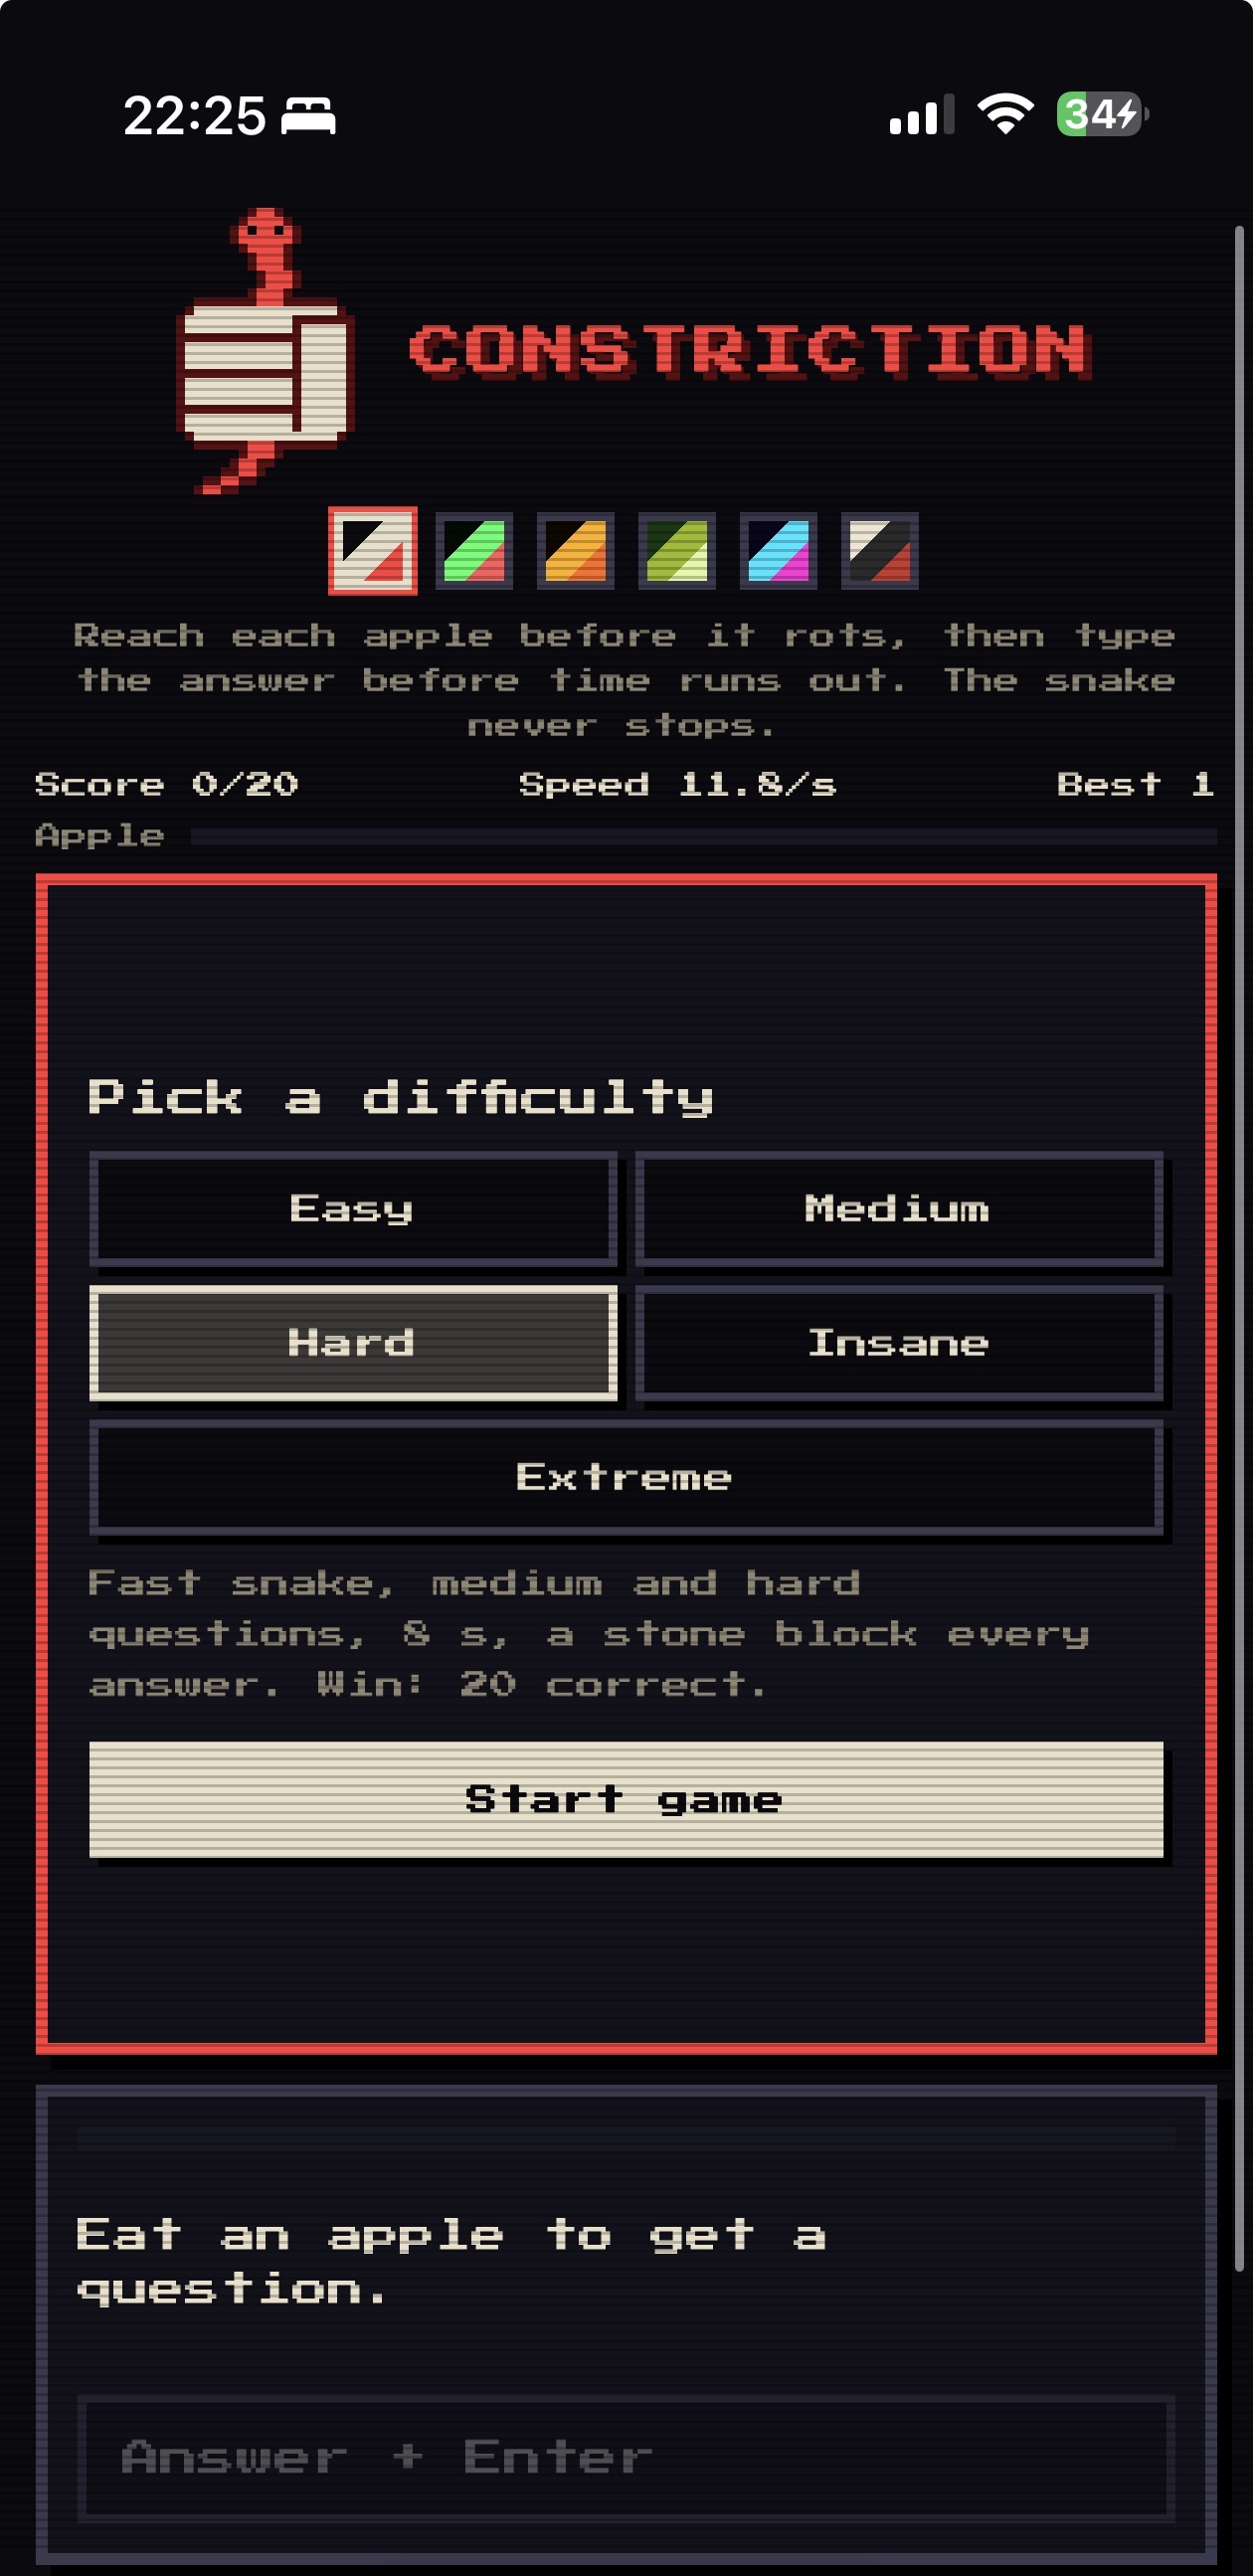 22:25
34
CONSTRICTION
Reach each apple before it rots, then type
the answer before time runs out. The snake
never stops.
Score 0/20 Speed 11.8/s Best 1
Apple
Pick a difficulty
Easy Medium
Hard Insane
Extreme
Fast snake, medium and hard
questions, 8 s, a stone block every
answer. Win: 20 correct.
Start game
Eat an apple to get a
question.
Answer + Enter